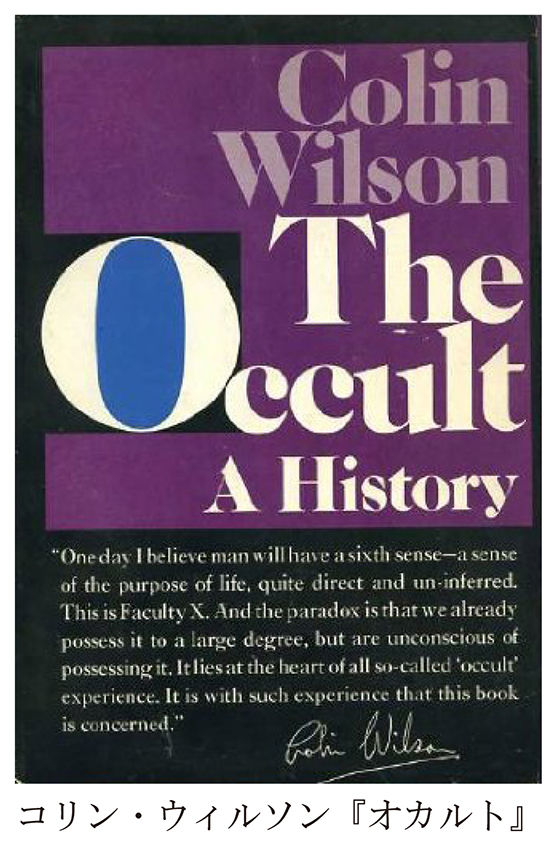 Colin
Wilson
The
Occult
A History
“One day I believe man will have a sixth sense—a sense
of the purpose of life, quite direct and un-inferred.
This is Faculty X. And the paradox is that we already
possess it to a large degree, but are unconscious of
possessing it. It lies at the heart of all so-called ‘occult’
experience. It is with such experience that this book
is concerned.”
Colin Wilson
コリン・ウィルソン『オカルト』